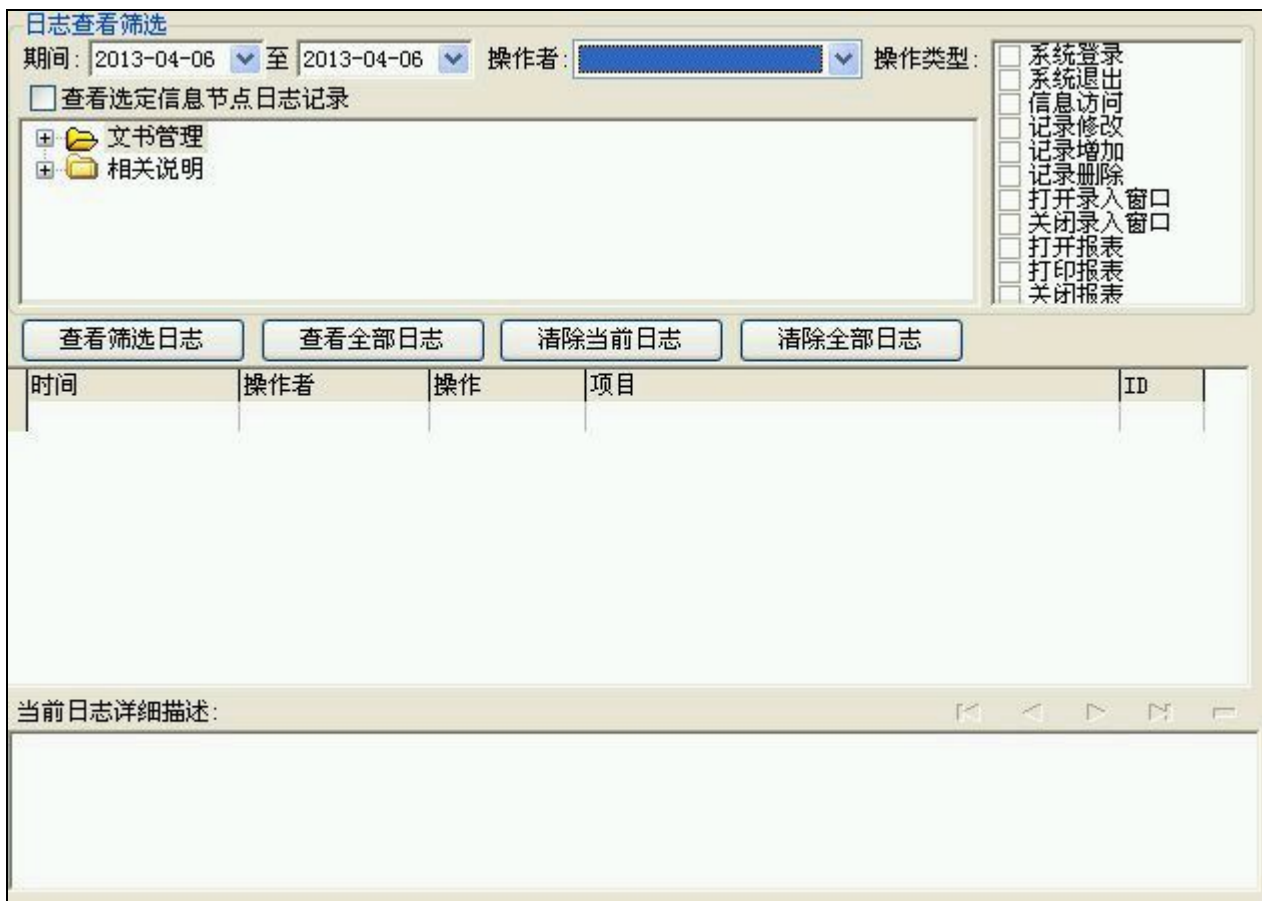 日志查看筛选
期间: 2013-04-06 至 2013-04-06 操作者: 操作类型:
系统登录
系统退出
信息访问
记录修改
记录增加
记录删除
打开录入窗口
关闭录入窗口
打开报表
打印报表
关闭报表
查看选定信息节点日志记录
文书管理
相关说明
查看筛选日志 查看全部日志 清除当前日志 清除全部日志
时间 操作者 操作 项目 ID
当前日志详细描述: